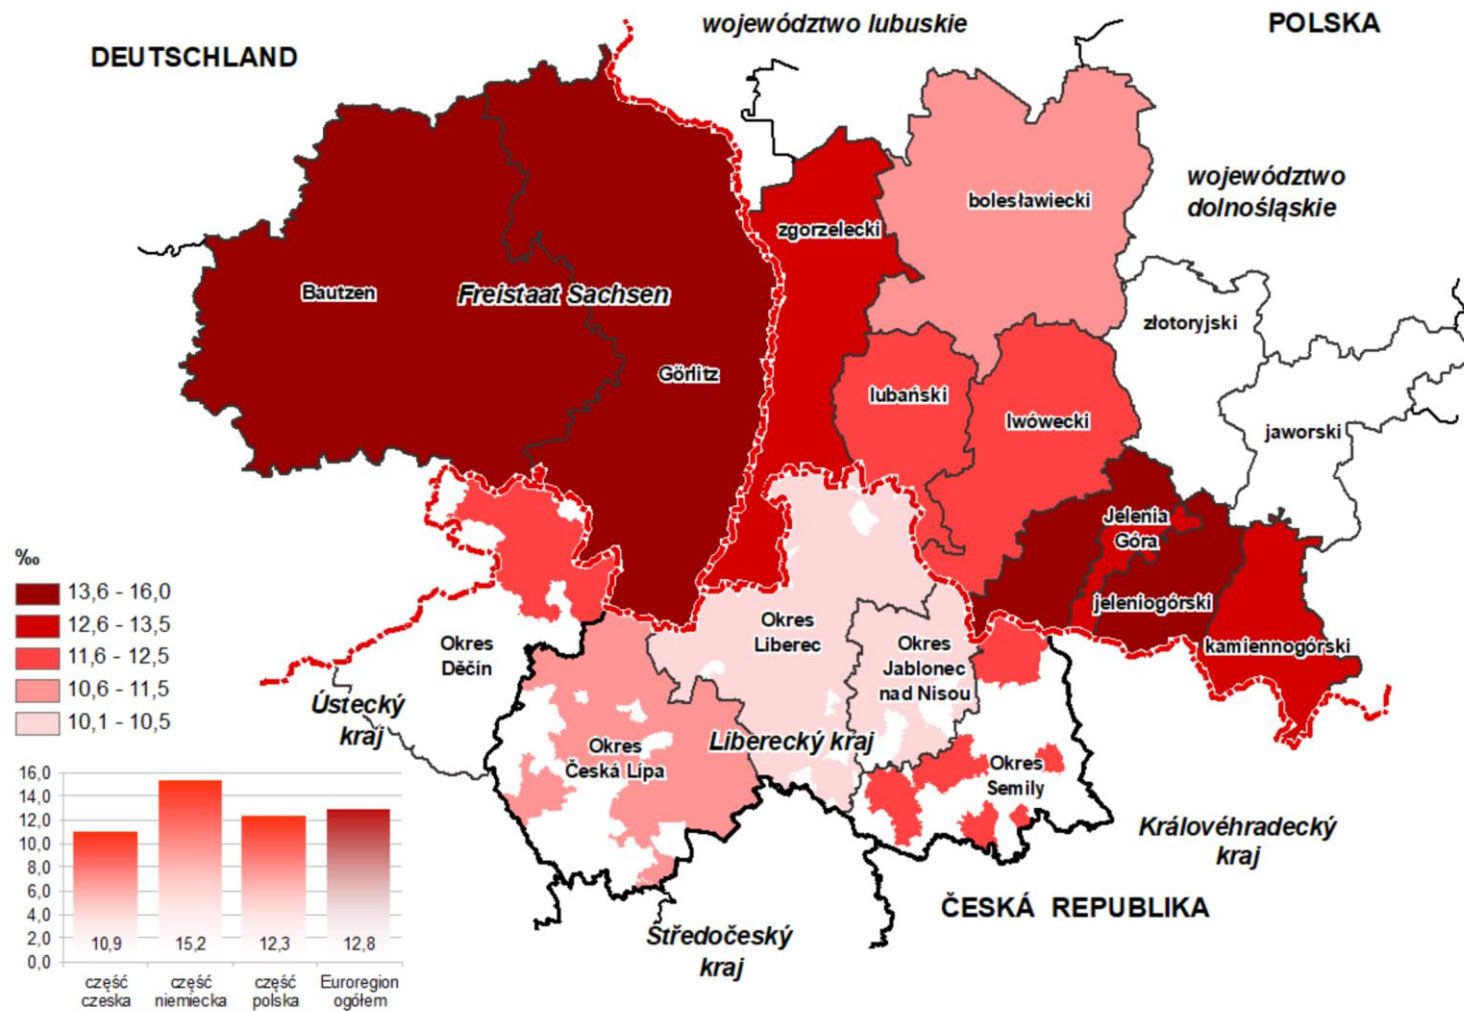 DEUTSCHLAND
województwo lubuskie
POLSKA
województwo
dolnośląskie
bolesławiecki
zgorzelecki
Bautzen
Freistaat Sachsen
złotoryjski
Görlitz
lubański
lwówecki
jaworski
Jelenia
Góra
jeleniogórski
kamiennogórski
Okres
Liberec
Okres
Jablonec
nad Nisou
Okres
Děčín
Ústecký
kraj
Okres
Česká Lípa
Liberecký kraj
Okres
Semily
Královéhradecký
kraj
ČESKÁ REPUBLIKA
Středočeský
kraj
‰
13,6 - 16,0
12,6 - 13,5
11,6 - 12,5
10,6 - 11,5
10,1 - 10,5
16,0
14,0
12,0
10,0
8,0
6,0
4,0
2,0
0,0
10,9
15,2
12,3
12,8
część
czeska
część
niemiecka
część
polska
Euroregion
ogółem